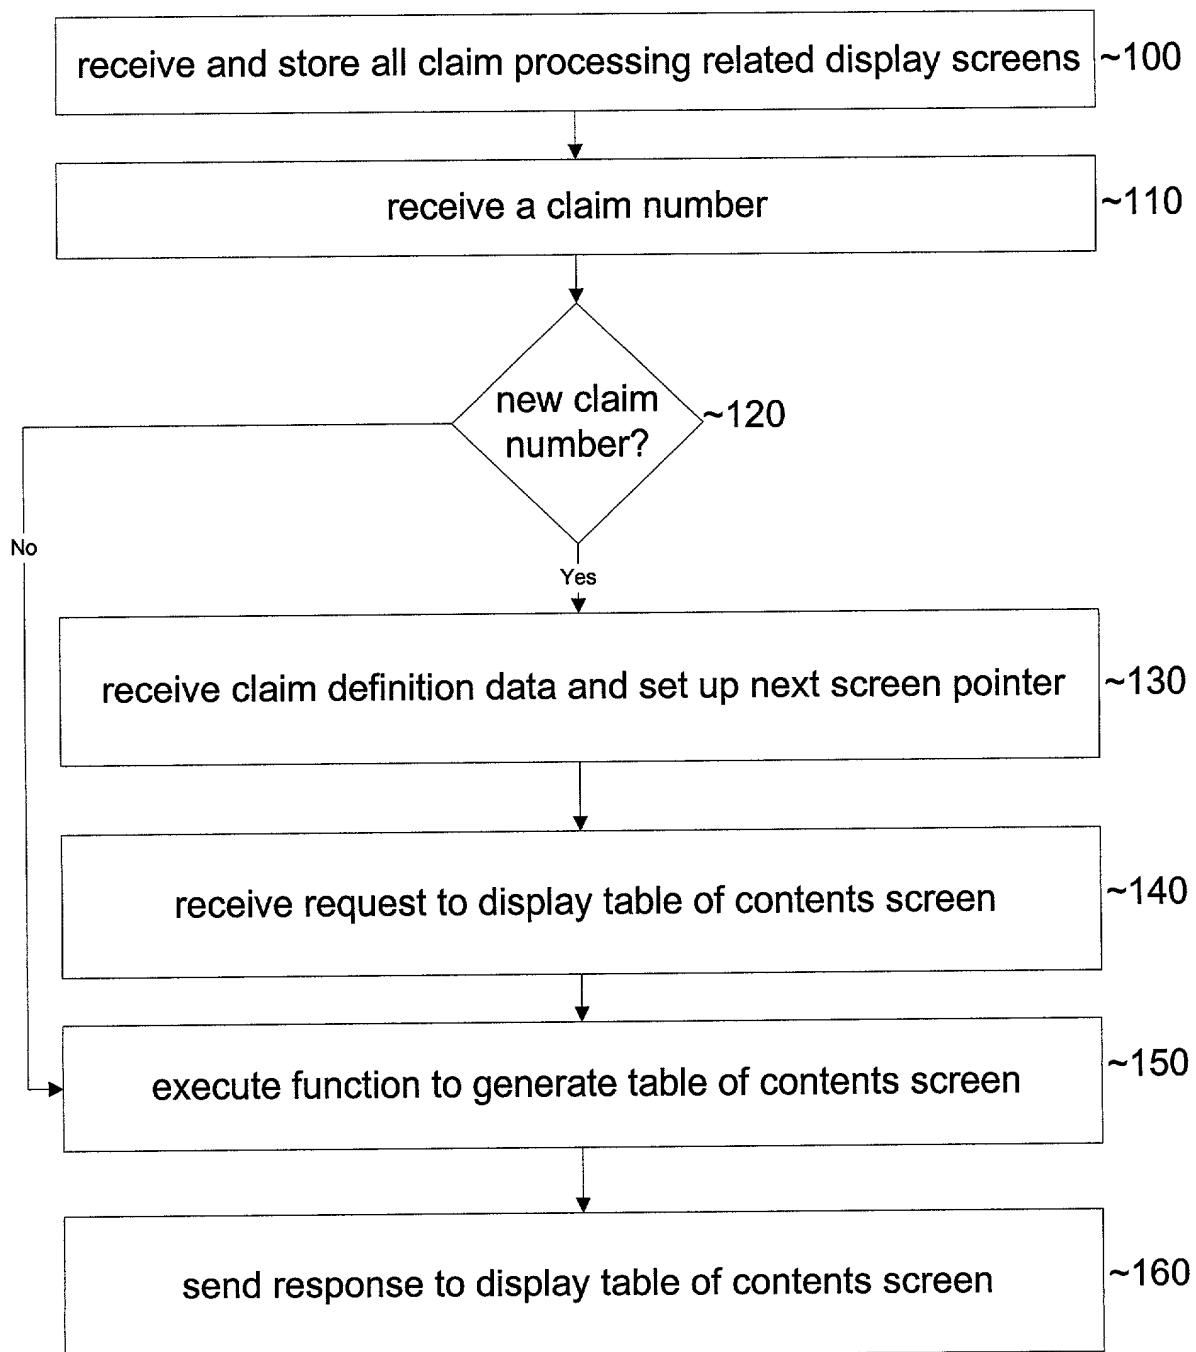 receive and store all claim processing related display screens ~100
receive a claim number ~110
new claim
number?
~120
No
Yes
receive claim definition data and set up next screen pointer ~130
receive request to display table of contents screen ~140
execute function to generate table of contents screen ~150
send response to display table of contents screen ~160